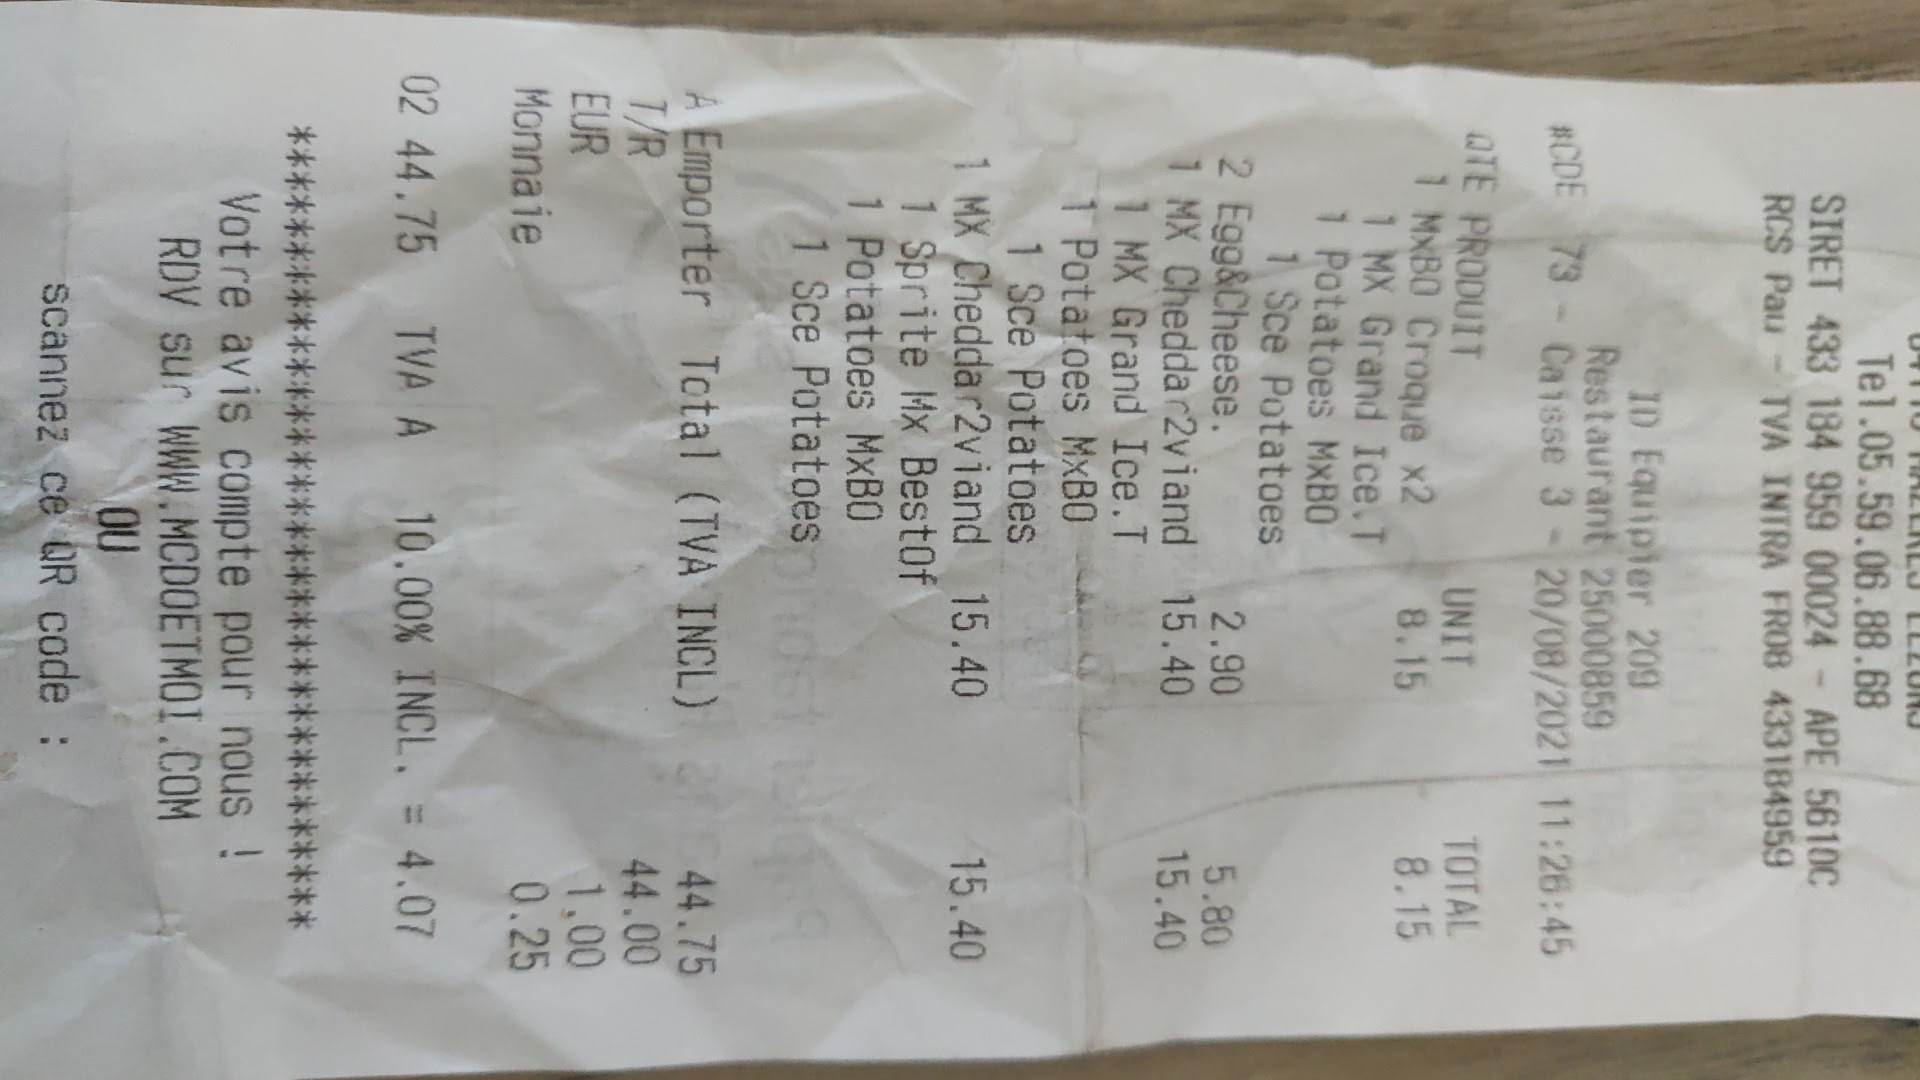 Tel.05.59.06.88.68
SIRET 433 184 959 00024 - APE 5610C
RCS Pau - TVA INTRA FR08 433184959
ID Equipier 209
Restaurant 25000859
#CDE 73 - Caisse 3 - 20/08/2021 11:26:45
QTE PRODUIT UNIT TOTAL
1 MxBO Croque x2 8.15 8.15
1 MX Grand Ice.T
1 Potatoes MxBO
1 Sce Potatoes
2 Egg&Cheese. 2.90 5.80
1 MX Cheddar2viand 15.40 15.40
1 MX Grand Ice.T
1 Potatoes MxBO
1 Sce Potatoes
1 MX Cheddar2viand 15.40 15.40
1 Sprite Mx BestOf
1 Potatoes MxBO
1 Sce Potatoes
A Emporter Total (TVA INCL) 44.75
T/R 44.00
EUR 1.00
Monnaie 0.25
02 44.75 TVA A 10.00% INCL. = 4.07
****************************************
Votre avis compte pour nous !
RDV sur WWW.MCDOETMOI.COM
OU
scannez ce QR code :